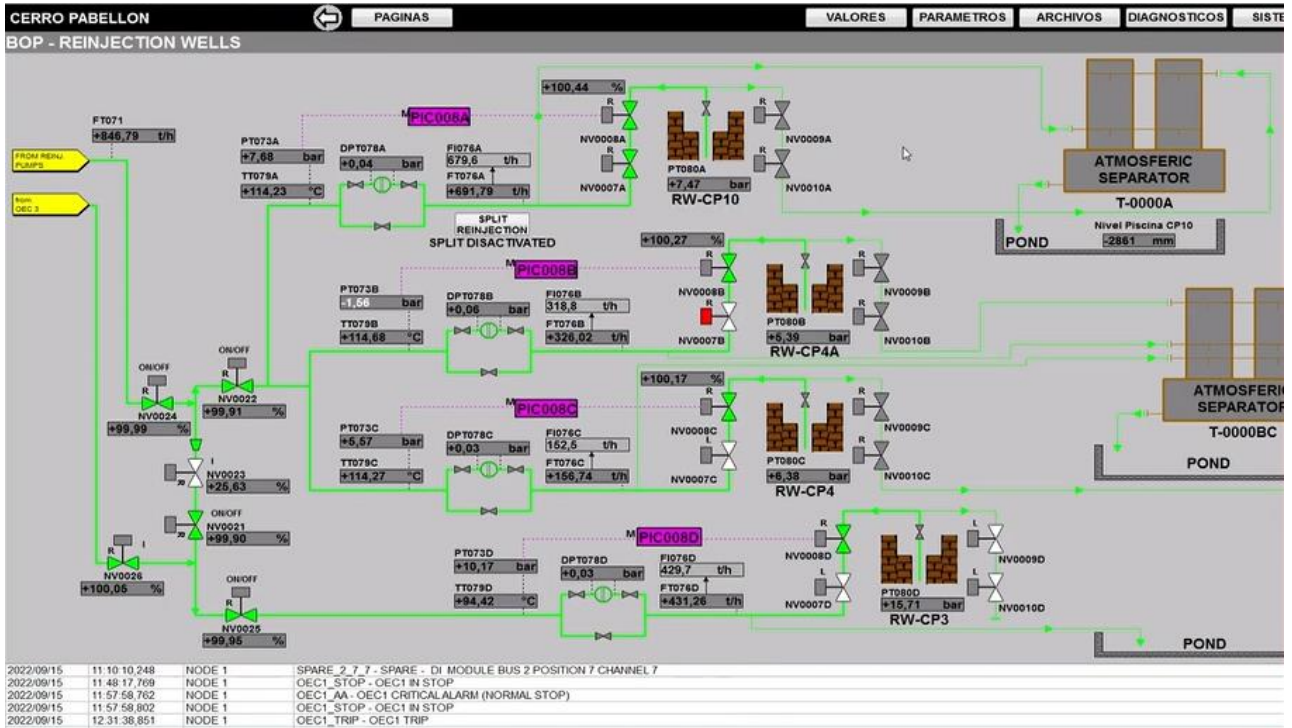 CERRO PABELLON
PAGINAS
VALORES
PARAMETROS
ARCHIVOS
DIAGNOSTICOS
SISTE
BOP - REINJECTION WELLS
FT071
+846,79 t/h
FROM REINJ.
PUMPS
from
OEC 3
PT073A
+7,68 bar
TT079A
+114,23 °C
DPT078A
+0,04 bar
M PIC008A
FI076A
679,6 t/h
FT076A
+691,79 t/h
+100,44 %
R
NV0008A
NV0007A
PT080A
+7,47 bar
RW-CP10
R
NV0009A
R
NV0010A
ATMOSFERIC
SEPARATOR
T-0000A
Nivel Piscina CP10
-2861 mm
POND
SPLIT
REINJECTION
SPLIT DISACTIVATED
PT073B
-1,56 bar
TT079B
+114,68 °C
DPT078B
+0,06 bar
M PIC008B
FI076B
318,8 t/h
FT076B
+326,02 t/h
+100,27 %
R
NV0008B
R
NV0007B
PT080B
+5,39 bar
RW-CP4A
R
NV0009B
R
NV0010B
ATMOSFERIC
SEPARATOR
T-0000BC
POND
ON/OFF
R
NV0024
+99,99 %
ON/OFF
R
NV0022
+99,91 %
PT073C
+5,57 bar
TT079C
+114,27 °C
DPT078C
+0,03 bar
M PIC008C
FI076C
152,5 t/h
FT076C
+156,74 t/h
+100,17 %
R
NV0008C
L
NV0007C
PT080C
+6,38 bar
RW-CP4
R
NV0009C
R
NV0010C
I
R
NV0023
+25,63 %
ON/OFF
R
NV0021
+99,90 %
R
I
NV0026
+100,05 %
ON/OFF
R
NV0025
+99,95 %
PT073D
+10,17 bar
TT079D
+94,42 °C
DPT078D
+0,03 bar
M PIC008D
FI076D
429,7 t/h
FT076D
+431,26 t/h
R
NV0008D
L
NV0007D
PT080D
+15,71 bar
RW-CP3
L
NV0009D
L
NV0010D
POND
2022/09/15 11:10:10,248 NODE 1 SPARE_2_7_7 - SPARE - DI MODULE BUS 2 POSITION 7 CHANNEL 7
2022/09/15 11:48:17,769 NODE 1 OEC1_STOP - OEC1 IN STOP
2022/09/15 11:57:58,762 NODE 1 OEC1_AA - OEC1 CRITICAL ALARM (NORMAL STOP)
2022/09/15 11:57:58,802 NODE 1 OEC1_STOP - OEC1 IN STOP
2022/09/15 12:31:38,851 NODE 1 OEC1_TRIP - OEC1 TRIP